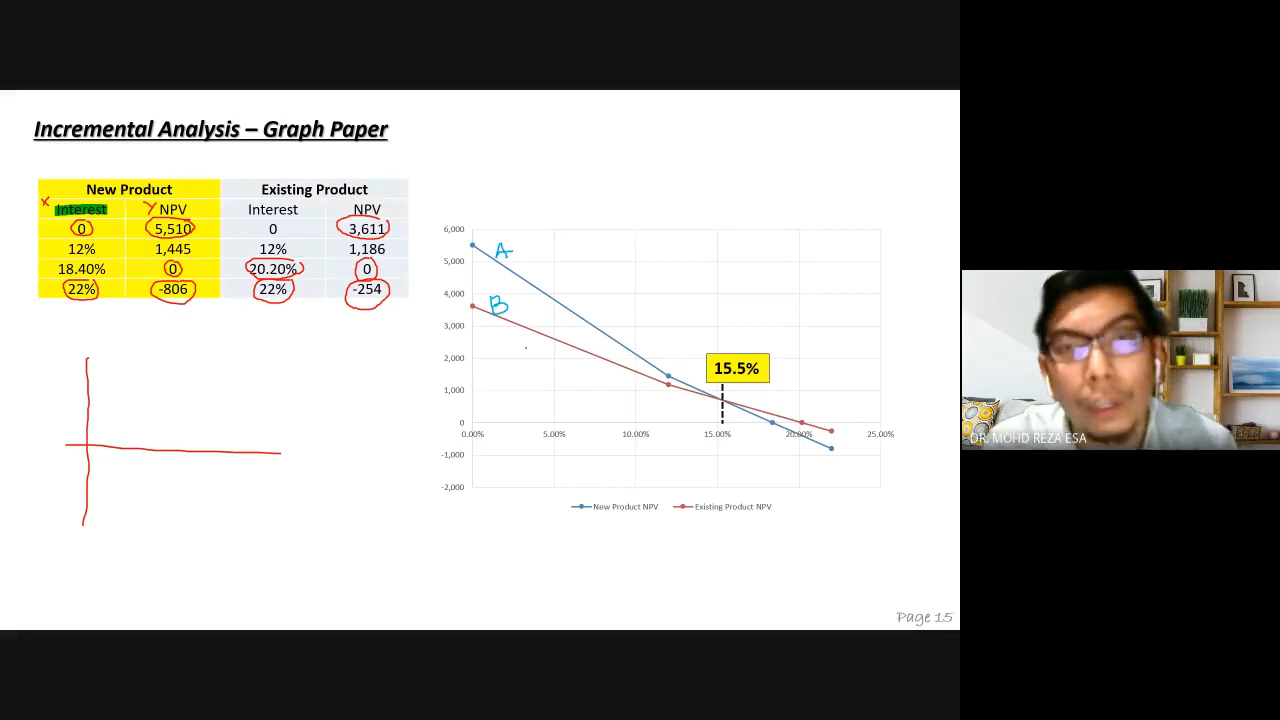 Incremental Analysis – Graph Paper
New Product Existing Product
x Interest Y NPV Interest NPV
0 5,510 0 3,611
12% 1,445 12% 1,186
18.40% 0 20.20% 0
22% -806 22% -254
6,000
5,000
4,000
3,000
2,000
1,000
0
-1,000
-2,000
A
B
15.5%
0.00% 5.00% 10.00% 15.00% 20.00% 25.00%
New Product NPV Existing Product NPV
Page 15
DR. MOHD REZA ESA